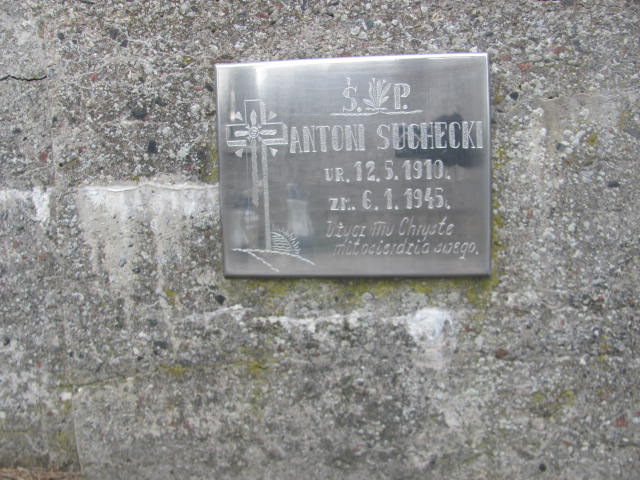 Ś. P.
ANTONI SUCHECKI
UR. 12.5.1910.
ZM. 6.1.1945.
Użycz Mu Chryste
miłosierdzia swego.